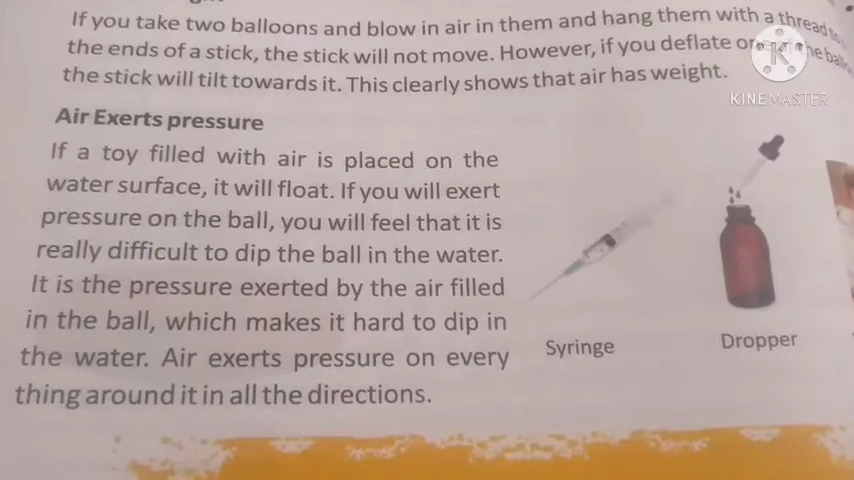 If you take two balloons and blow in air in them and hang them with a thread to
the ends of a stick, the stick will not move. However, if you deflate the
the stick will tilt towards it. This clearly shows that air has weight.
KINEMASTER
Air Exerts pressure
If a toy filled with air is placed on the
water surface, it will float. If you will exert
pressure on the ball, you will feel that it is
really difficult to dip the ball in the water.
It is the pressure exerted by the air filled
in the ball, which makes it hard to dip in
the water. Air exerts pressure on every
thing around it in all the directions.
Syringe
Dropper